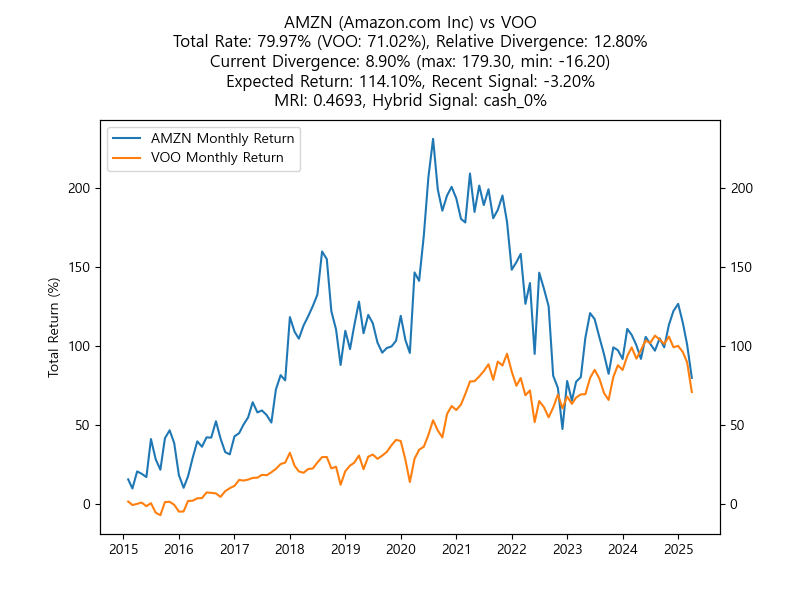 AMZN (Amazon.com Inc) vs VOO
Total Rate: 79.97% (VOO: 71.02%), Relative Divergence: 12.80%
Current Divergence: 8.90% (max: 179.30, min: -16.20)
Expected Return: 114.10%, Recent Signal: -3.20%
MRI: 0.4693, Hybrid Signal: cash_0%
AMZN Monthly Return
VOO Monthly Return
Total Return (%)
200 200
150 150
100 100
50 50
0 0
2015 2016 2017 2018 2019 2020 2021 2022 2023 2024 2025